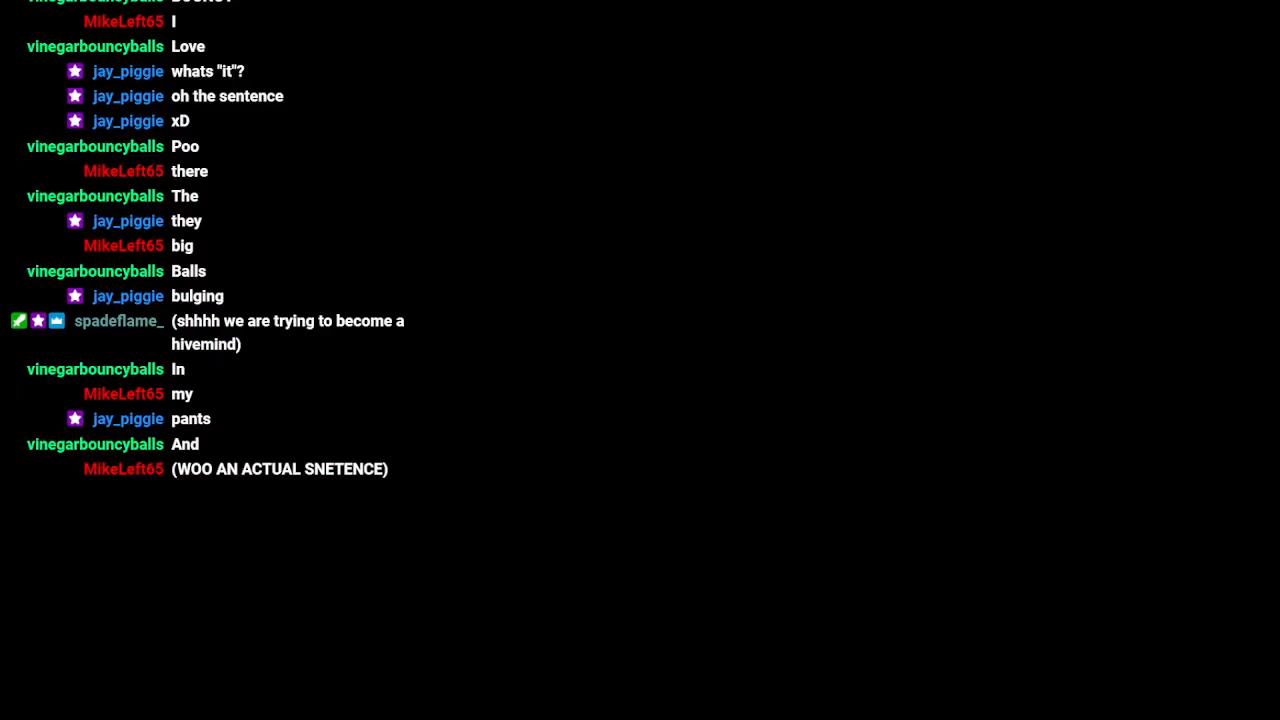 MikeLeft65 I
vinegarbouncyballs Love
jay_piggie whats "it"?
jay_piggie oh the sentence
jay_piggie xD
vinegarbouncyballs Poo
MikeLeft65 there
vinegarbouncyballs The
jay_piggie they
MikeLeft65 big
vinegarbouncyballs Balls
jay_piggie bulging
spadeflame_ (shhhh we are trying to become a
hivemind)
vinegarbouncyballs In
MikeLeft65 my
jay_piggie pants
vinegarbouncyballs And
MikeLeft65 (WOO AN ACTUAL SNETENCE)